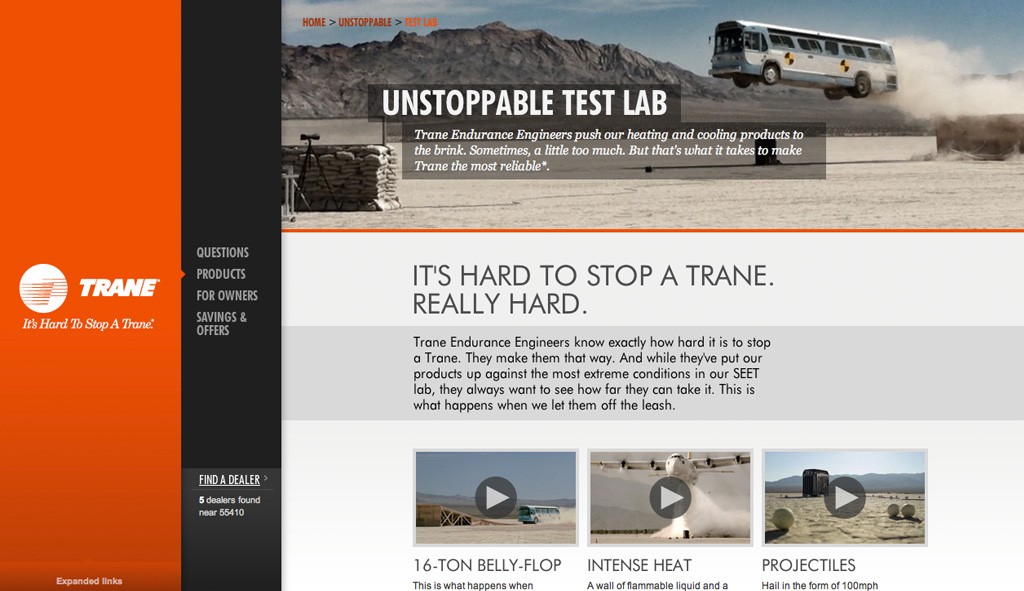 HOME > UNSTOPPABLE > TEST LAB
UNSTOPPABLE TEST LAB
Trane Endurance Engineers push our heating and cooling products to
the brink. Sometimes, a little too much. But that's what it takes to make
Trane the most reliable*.
QUESTIONS
PRODUCTS
FOR OWNERS
SAVINGS &
OFFERS
TRANE
It's Hard To Stop A Trane.
IT'S HARD TO STOP A TRANE.
REALLY HARD.
Trane Endurance Engineers know exactly how hard it is to stop
a Trane. They make them that way. And while they've put our
products up against the most extreme conditions in our SEET
lab, they always want to see how far they can take it. This is
what happens when we let them off the leash.
FIND A DEALER >
5 dealers found
near 55410
Expanded links
16-TON BELLY-FLOP
This is what happens when
INTENSE HEAT
A wall of flammable liquid and a
PROJECTILES
Hail in the form of 100mph